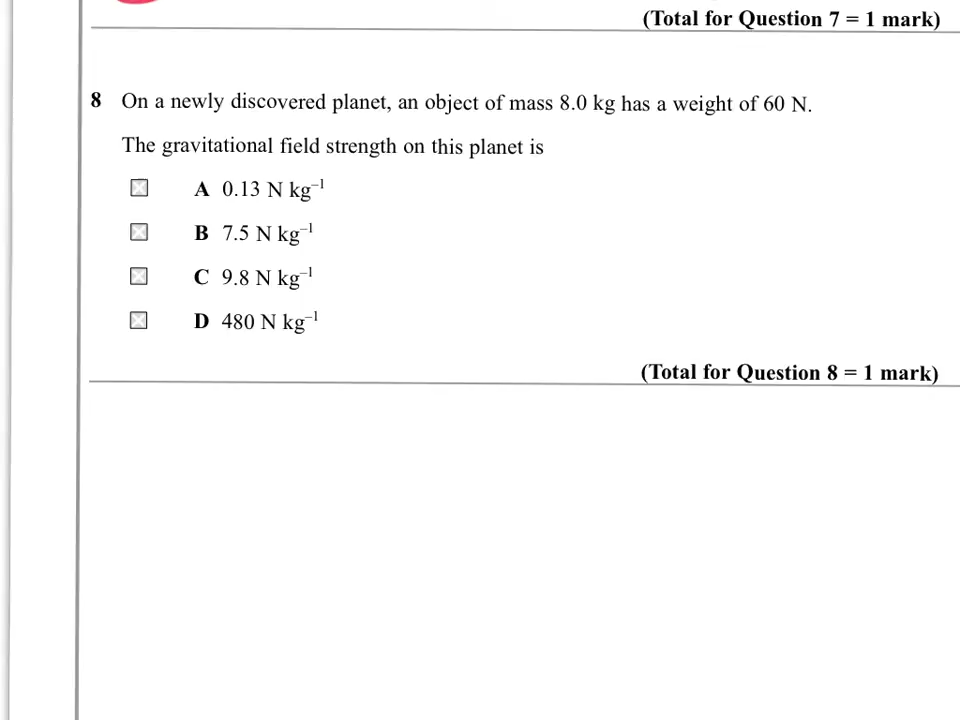 (Total for Question 7 = 1 mark)
8 On a newly discovered planet, an object of mass 8.0 kg has a weight of 60 N.
The gravitational field strength on this planet is
A 0.13 N kg⁻¹
B 7.5 N kg⁻¹
C 9.8 N kg⁻¹
D 480 N kg⁻¹
(Total for Question 8 = 1 mark)